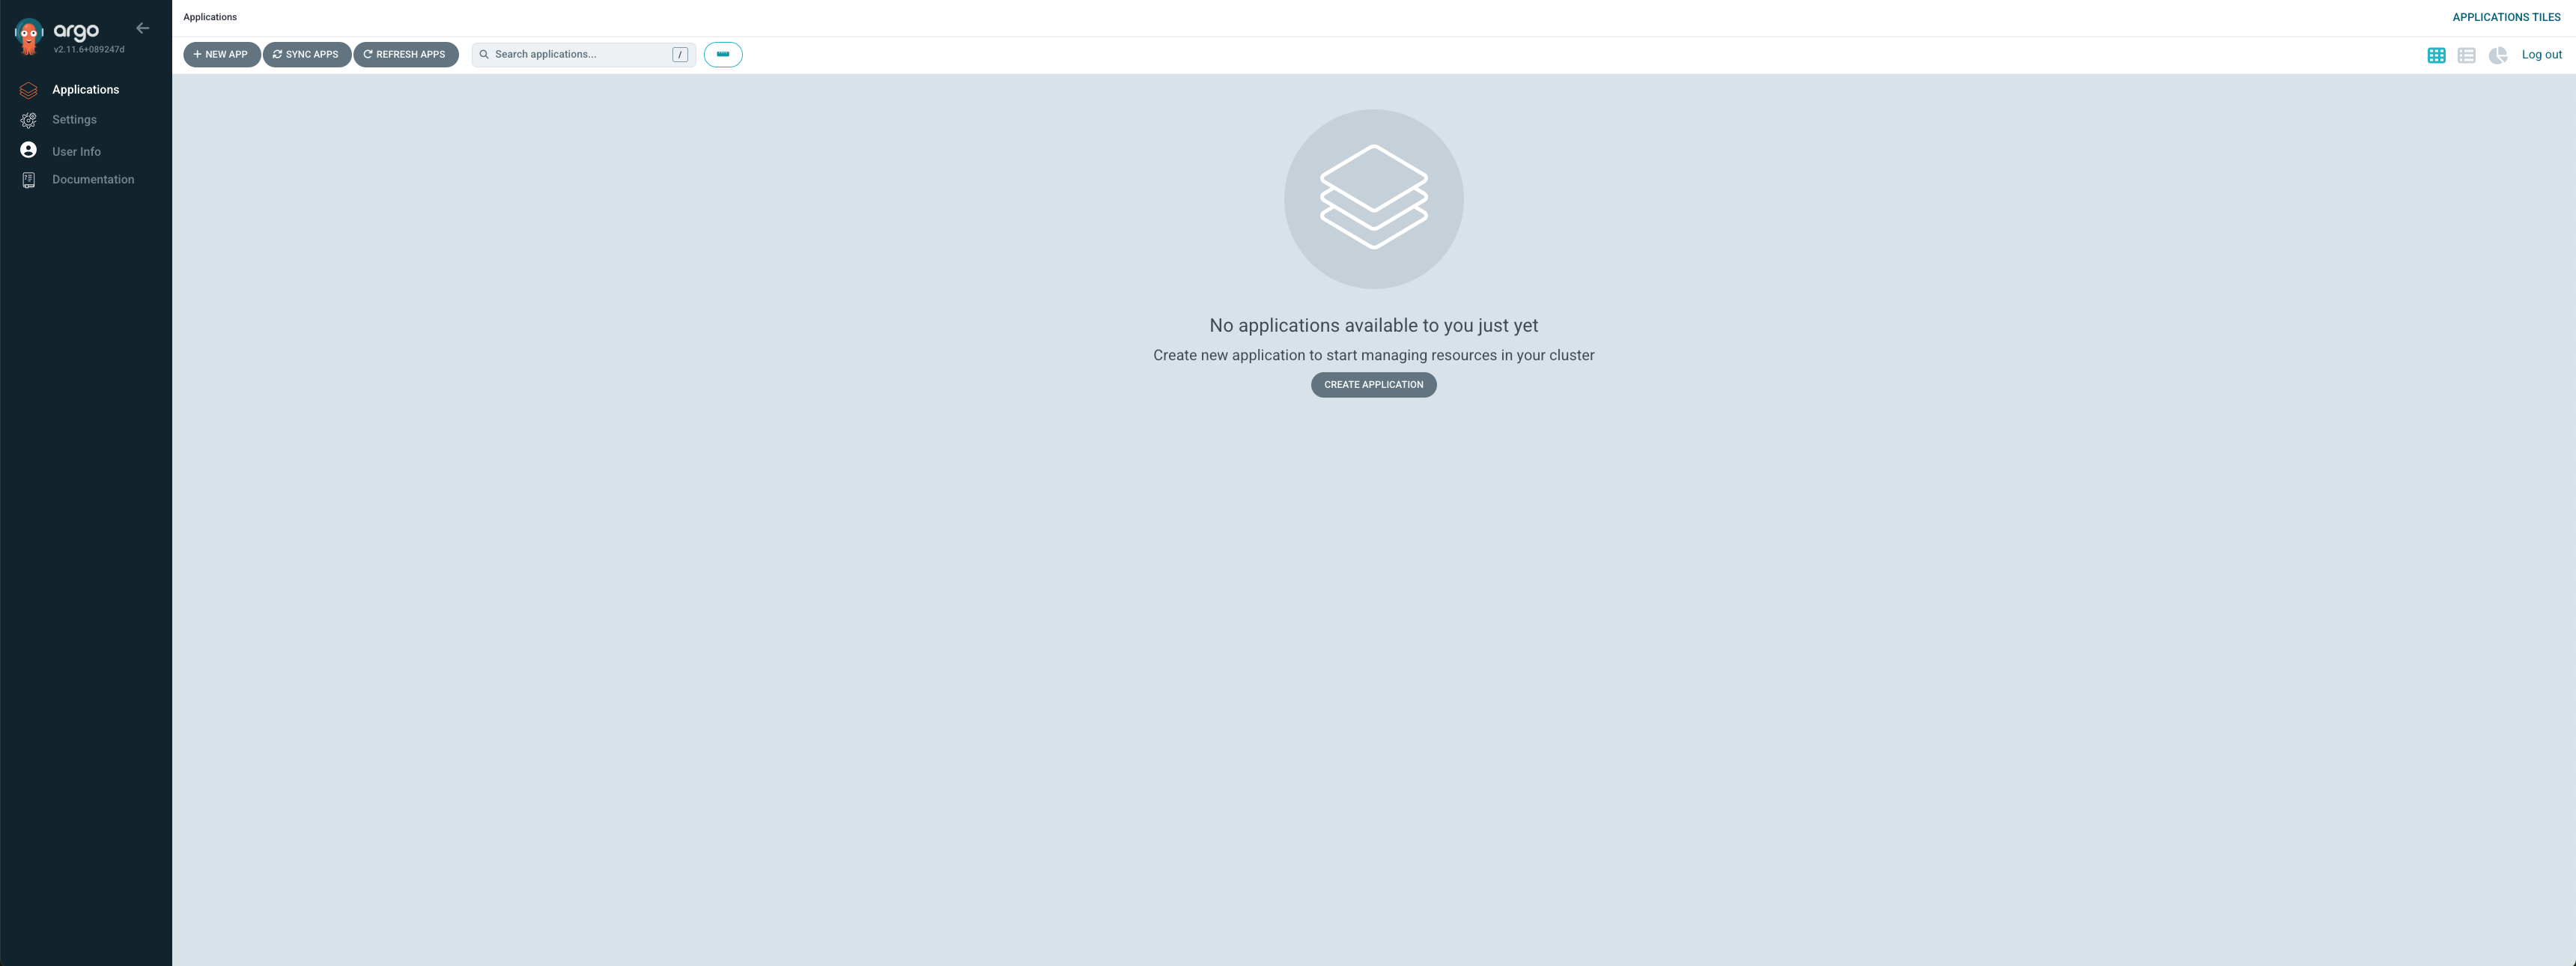 argo
v2.11.6+089247d
Applications
Settings
User Info
Documentation
Applications
APPLICATIONS TILES
NEW APP
SYNC APPS
REFRESH APPS
Search applications...
/
Log out
No applications available to you just yet
Create new application to start managing resources in your cluster
CREATE APPLICATION